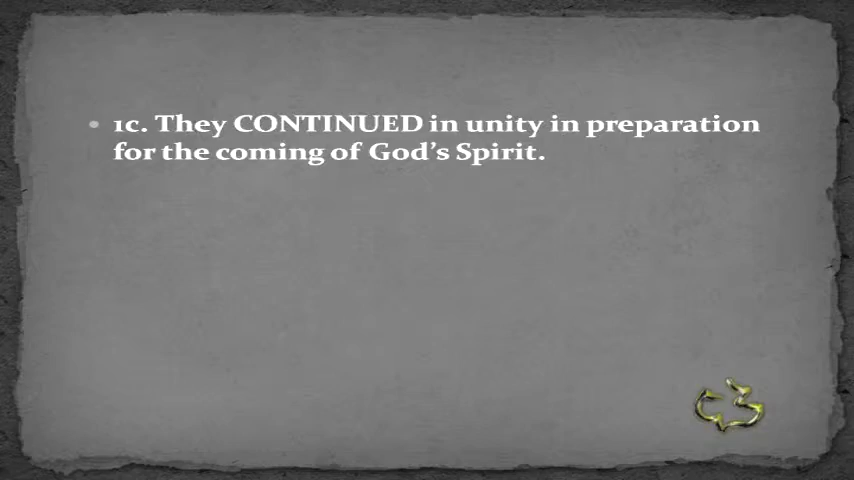 • 1c. They CONTINUED in unity in preparation
for the coming of God's Spirit.